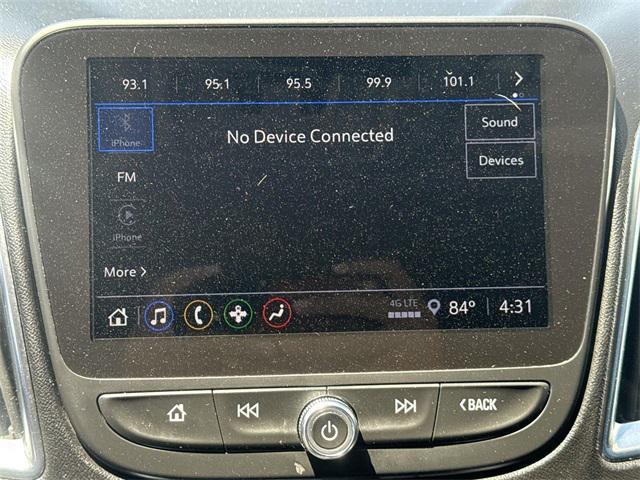 93.1 95.1 95.5 99.9 101.1 >
iPhone
No Device Connected
Sound
FM
Devices
iPhone
More >
4G LTE 84° 4:31
<BACK